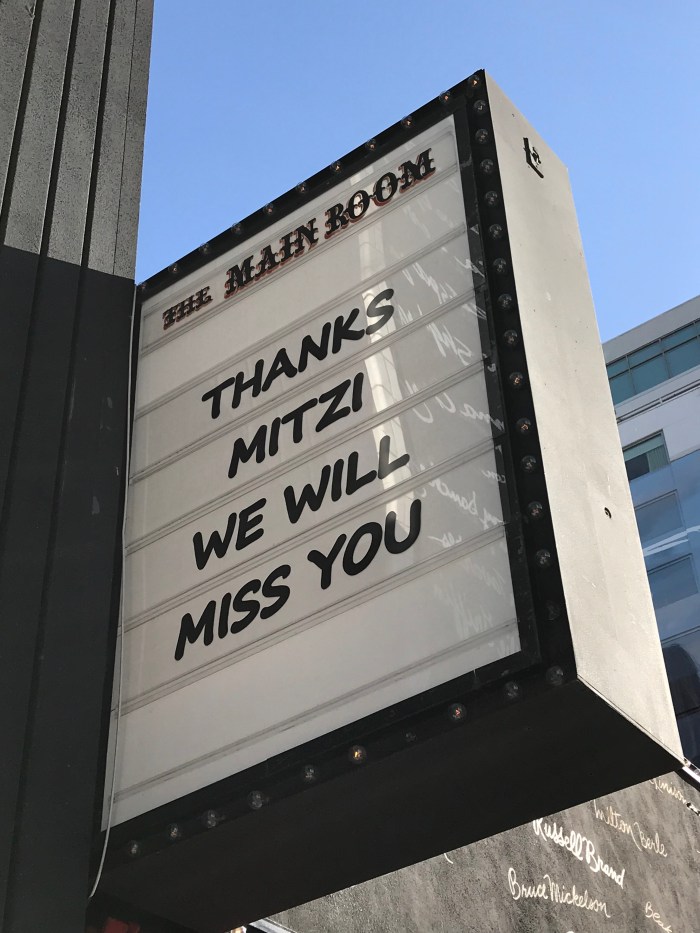 THE MAIN ROOM
THANKS
MITZI
WE WILL
MISS YOU
Milton Berle
Russell Brand
Bruce Mickelson